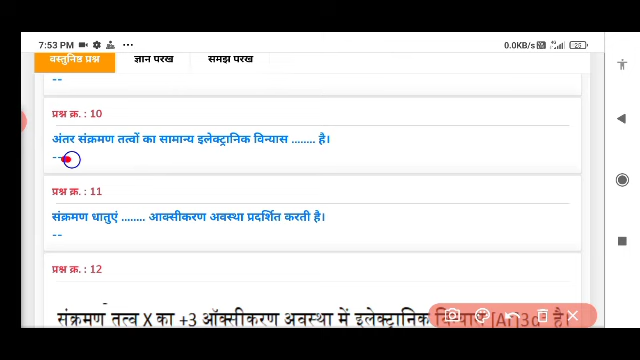 7:53 PM ... 0.0KB/s 25
वस्तुनिष्ठ प्रश्न ज्ञान परख समझ परख
--
प्रश्न क्र. : 10
अंतर संक्रमण तत्वों का सामान्य इलेक्ट्रानिक विन्यास ........ है।
--
प्रश्न क्र. : 11
संक्रमण धातुएं ........ आक्सीकरण अवस्था प्रदर्शित करती है।
--
प्रश्न क्र. : 12
संक्रमण तत्व X का +3 ऑक्सीकरण अवस्था में इलेक्ट्रानिक विन्यास है।